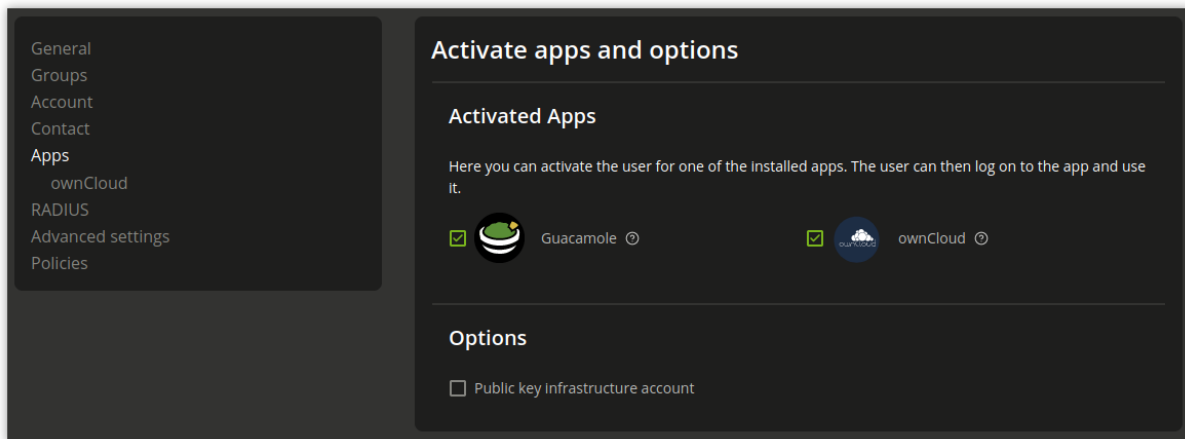 General
Groups
Account
Contact
Apps
ownCloud
RADIUS
Advanced settings
Policies
Activate apps and options
Activated Apps
Here you can activate the user for one of the installed apps. The user can then log on to the app and use
it.
Guacamole
ownCloud
ownCloud
Options
Public key infrastructure account